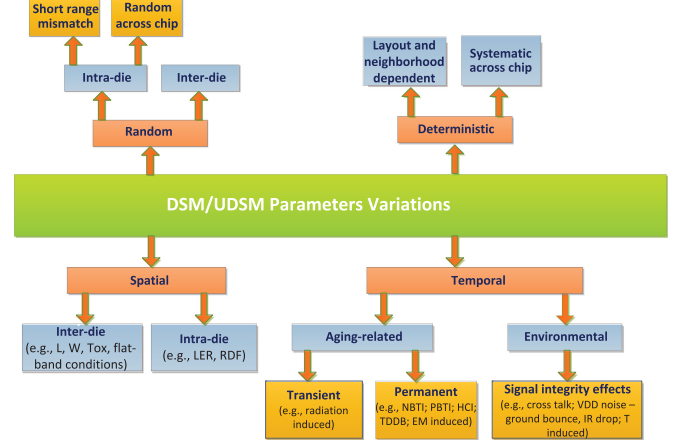 Short range
mismatch
Random
across chip
Layout and
neighborhood
dependent
Systematic
across chip
Intra-die
Inter-die
Random
Deterministic
DSM/UDSM Parameters Variations
Spatial
Temporal
Inter-die
(e.g., L, W, Tox, flat-
band conditions)
Intra-die
(e.g., LER, RDF)
Aging-related
Environmental
Transient
(e.g., radiation
induced)
Permanent
(e.g., NBTI; PBTI; HCI;
TDDB; EM induced)
Signal integrity effects
(e.g., cross talk; VDD noise –
ground bounce, IR drop; T
induced)